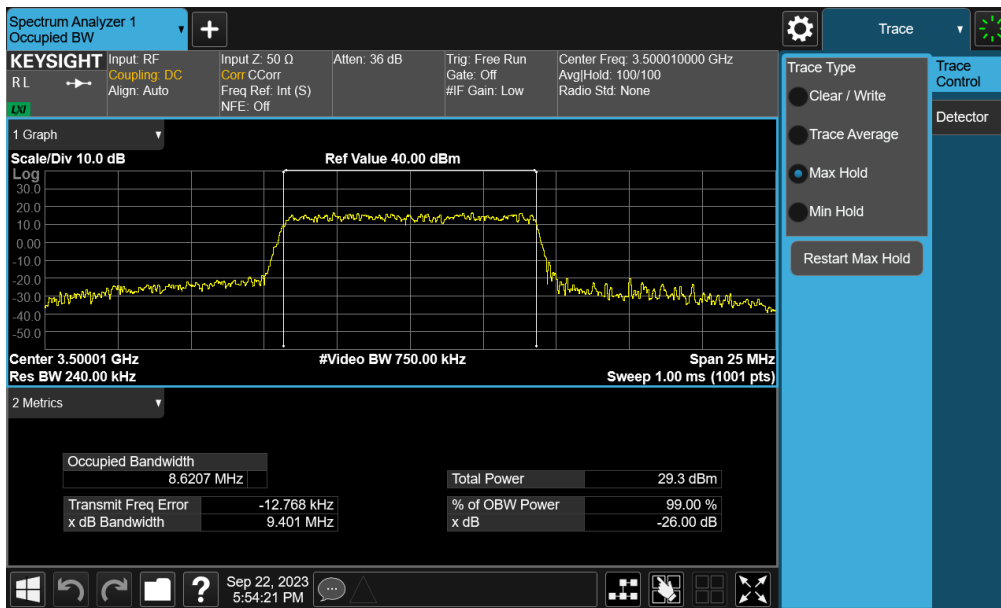 Spectrum Analyzer 1
Occupied BW
+
Trace
KEYSIGHT Input: RF Input Z: 50 Ω Atten: 36 dB Trig: Free Run Center Freq: 3.500010000 GHz
R L Coupling: DC Corr CCorr Gate: Off Avg|Hold: 100/100
Align: Auto Freq Ref: Int (S) #IF Gain: Low Radio Std: None
LXI NFE: Off
Trace Type
Clear / Write
Trace Average
Max Hold
Min Hold
Restart Max Hold
Trace
Control
Detector
1 Graph
Scale/Div 10.0 dB Ref Value 40.00 dBm
Log
30.0
20.0
10.0
0.00
-10.0
-20.0
-30.0
-40.0
-50.0
Center 3.50001 GHz #Video BW 750.00 kHz Span 25 MHz
Res BW 240.00 kHz Sweep 1.00 ms (1001 pts)
2 Metrics
Occupied Bandwidth
8.6207 MHz Total Power 29.3 dBm
Transmit Freq Error -12.768 kHz % of OBW Power 99.00 %
x dB Bandwidth 9.401 MHz x dB -26.00 dB
? Sep 22, 2023
5:54:21 PM